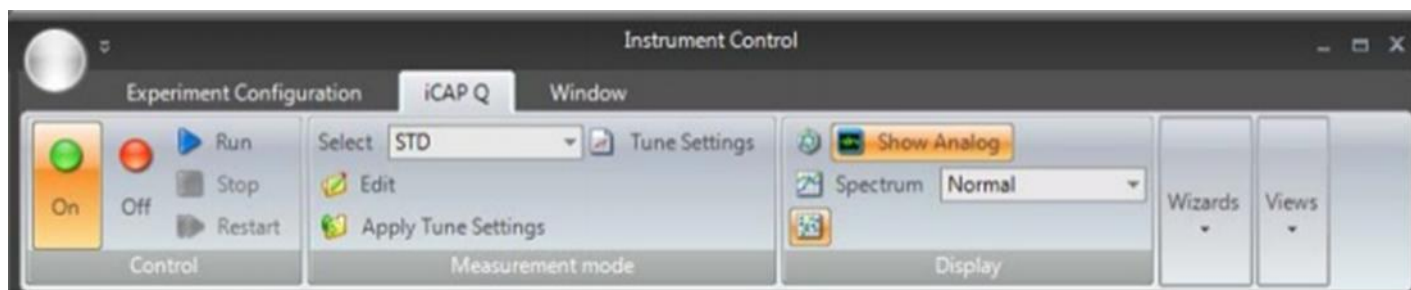 Instrument Control
Experiment Configuration iCAP Q Window
On
Off
Run
Stop
Restart
Control
Select STD Tune Settings
Edit
Apply Tune Settings
Measurement mode
Show Analog
Spectrum Normal
Display
Wizards
Views